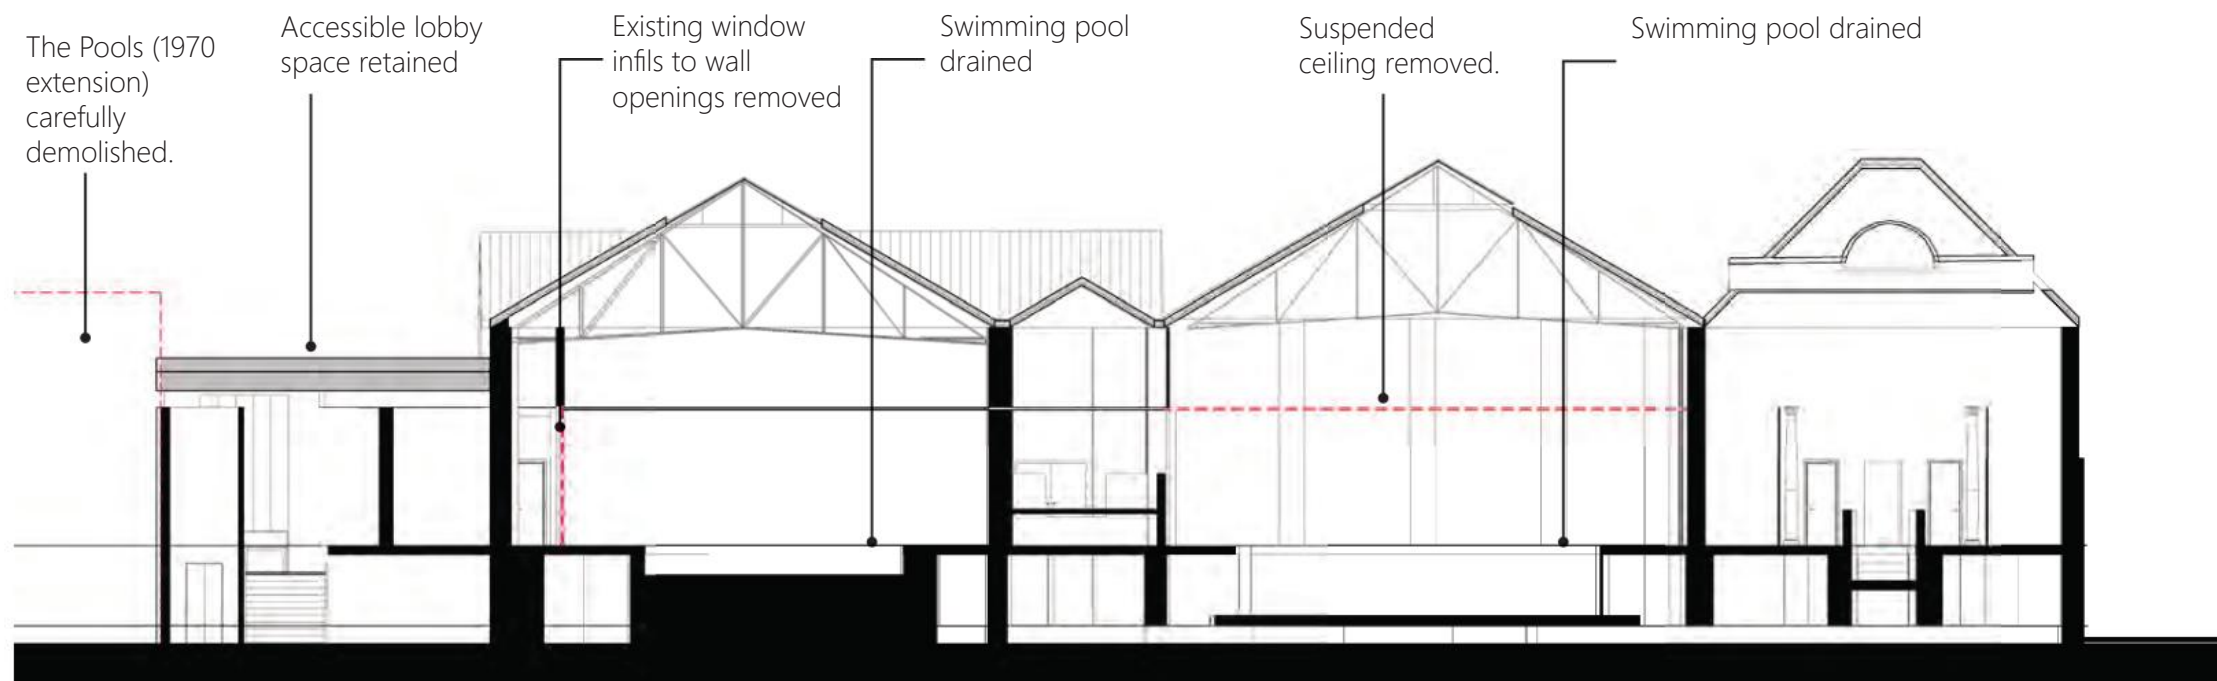 The Pools (1970
extension)
carefully
demolished.
Accessible lobby
space retained
Existing window
infils to wall
openings removed
Swimming pool
drained
Suspended
ceiling removed.
Swimming pool drained